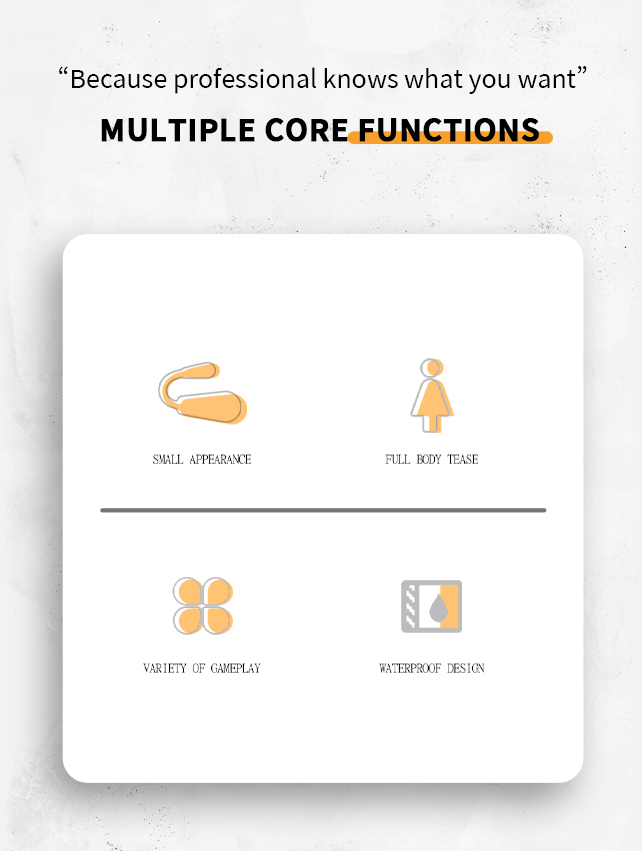 “Because professional knows what you want”
MULTIPLE CORE FUNCTIONS
SMALL APPEARANCE
FULL BODY TEASE
VARIETY OF GAMEPLAY
WATERPROOF DESIGN